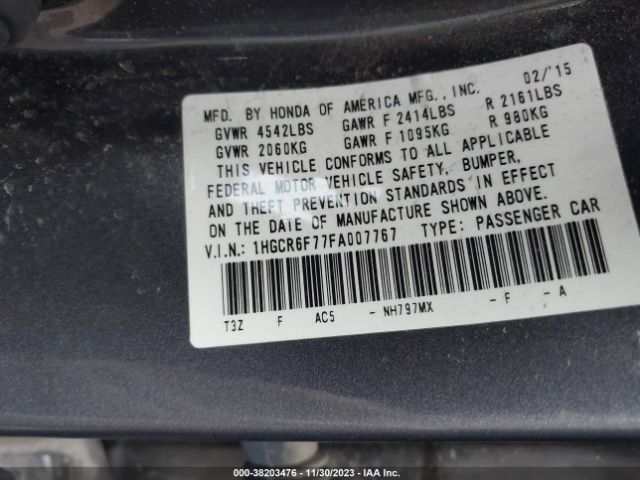 MFD. BY HONDA OF AMERICA MFG., INC. 02/'15
GVWR 4542LBS GAWR F 2414LBS R 2161LBS
GVWR 2060KG GAWR F 1095KG R 980KG
THIS VEHICLE CONFORMS TO ALL APPLICABLE
FEDERAL MOTOR VEHICLE SAFETY, BUMPER,
AND THEFT PREVENTION STANDARDS IN EFFECT
ON THE DATE OF MANUFACTURE SHOWN ABOVE.
V.I.N.: 1HGCR6F77FA007767 TYPE: PASSENGER CAR
T3Z F AC5 - NH797MX - F - A
000-38203476 - 11/30/2023 - IAA Inc.